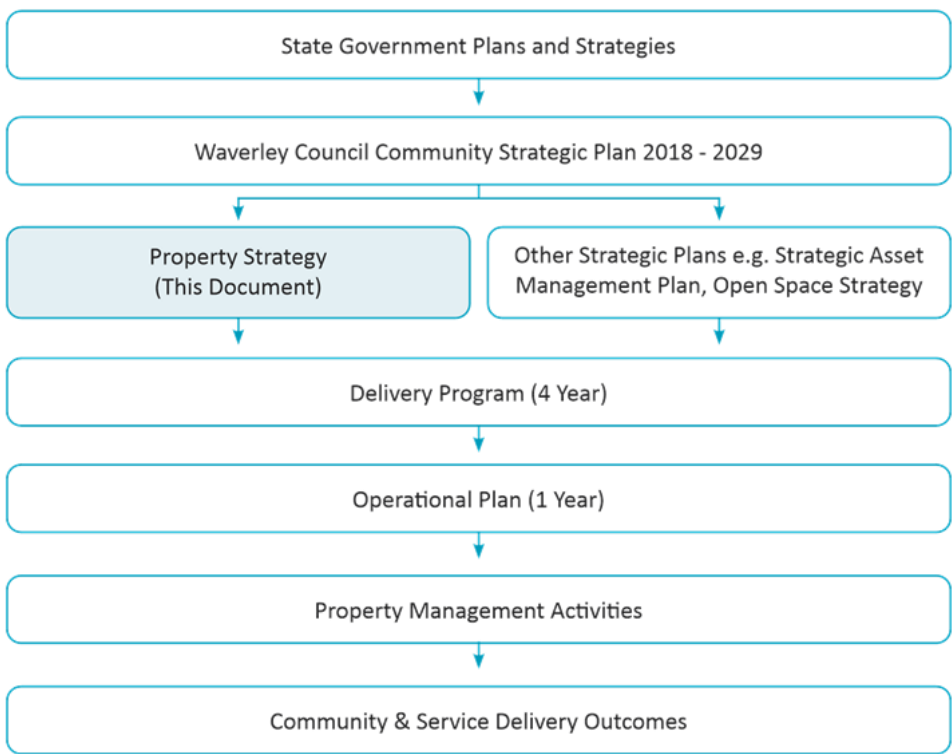 State Government Plans and Strategies
Waverley Council Community Strategic Plan 2018 - 2029
Property Strategy
(This Document)
Other Strategic Plans e.g. Strategic Asset
Management Plan, Open Space Strategy
Delivery Program (4 Year)
Operational Plan (1 Year)
Property Management Activities
Community & Service Delivery Outcomes